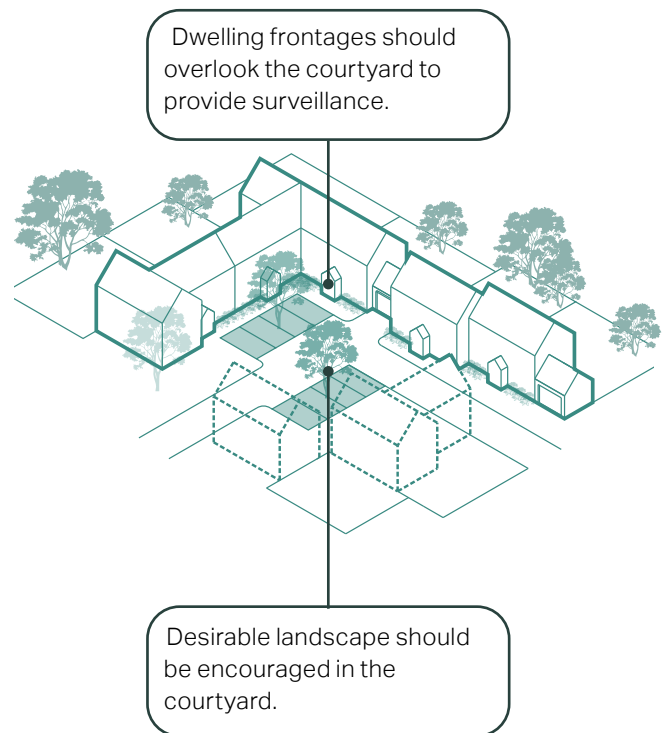 Dwelling frontages should
overlook the courtyard to
provide surveillance.
Desirable landscape should
be encouraged in the
courtyard.